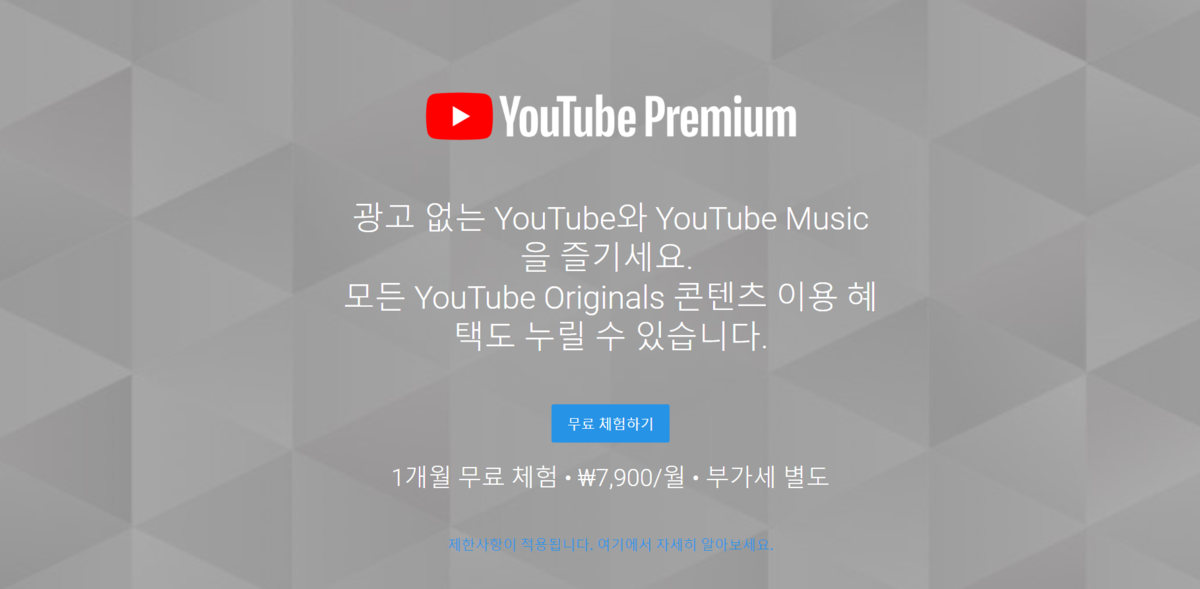 YouTube Premium
광고 없는 YouTube와 YouTube Music
을 즐기세요.
모든 YouTube Originals 콘텐츠 이용 혜
택도 누릴 수 있습니다.
무료 체험하기
1개월 무료 체험 • ₩7,900/월 • 부가세 별도
제한사항이 적용됩니다. 여기에서 자세히 알아보세요.